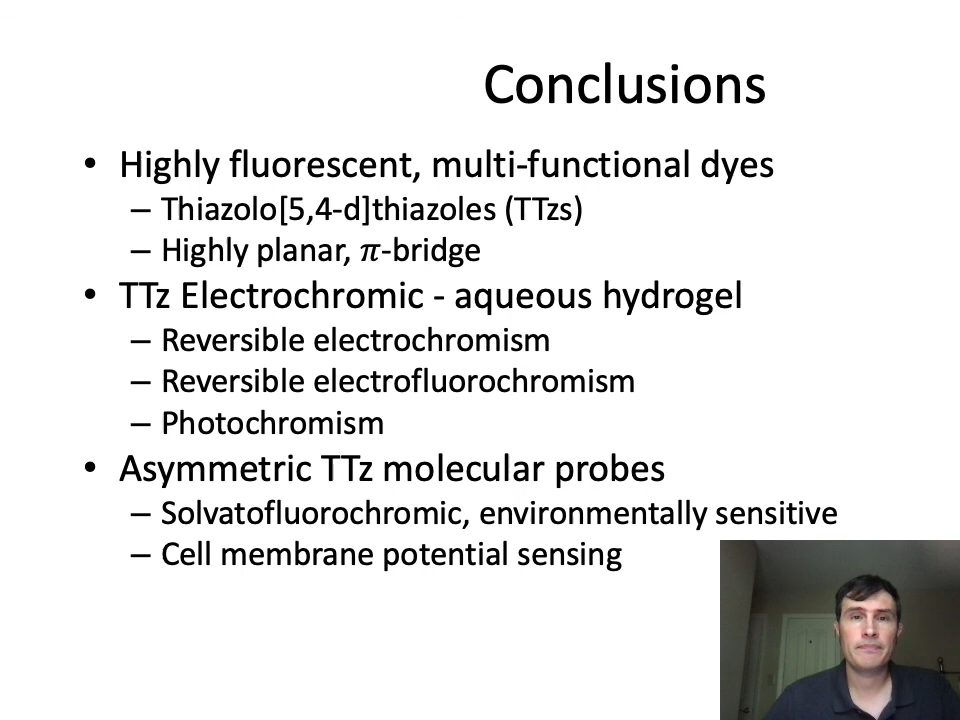 Conclusions
• Highly fluorescent, multi-functional dyes
– Thiazolo[5,4-d]thiazoles (TTzs)
– Highly planar, π-bridge
• TTz Electrochromic - aqueous hydrogel
– Reversible electrochromism
– Reversible electrofluorochromism
– Photochromism
• Asymmetric TTz molecular probes
– Solvatofluorochromic, environmentally sensitive
– Cell membrane potential sensing